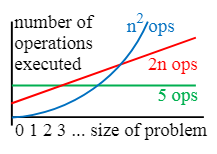 number of
operations
executed
n² ops
2n ops
5 ops
0 1 2 3 ... size of problem